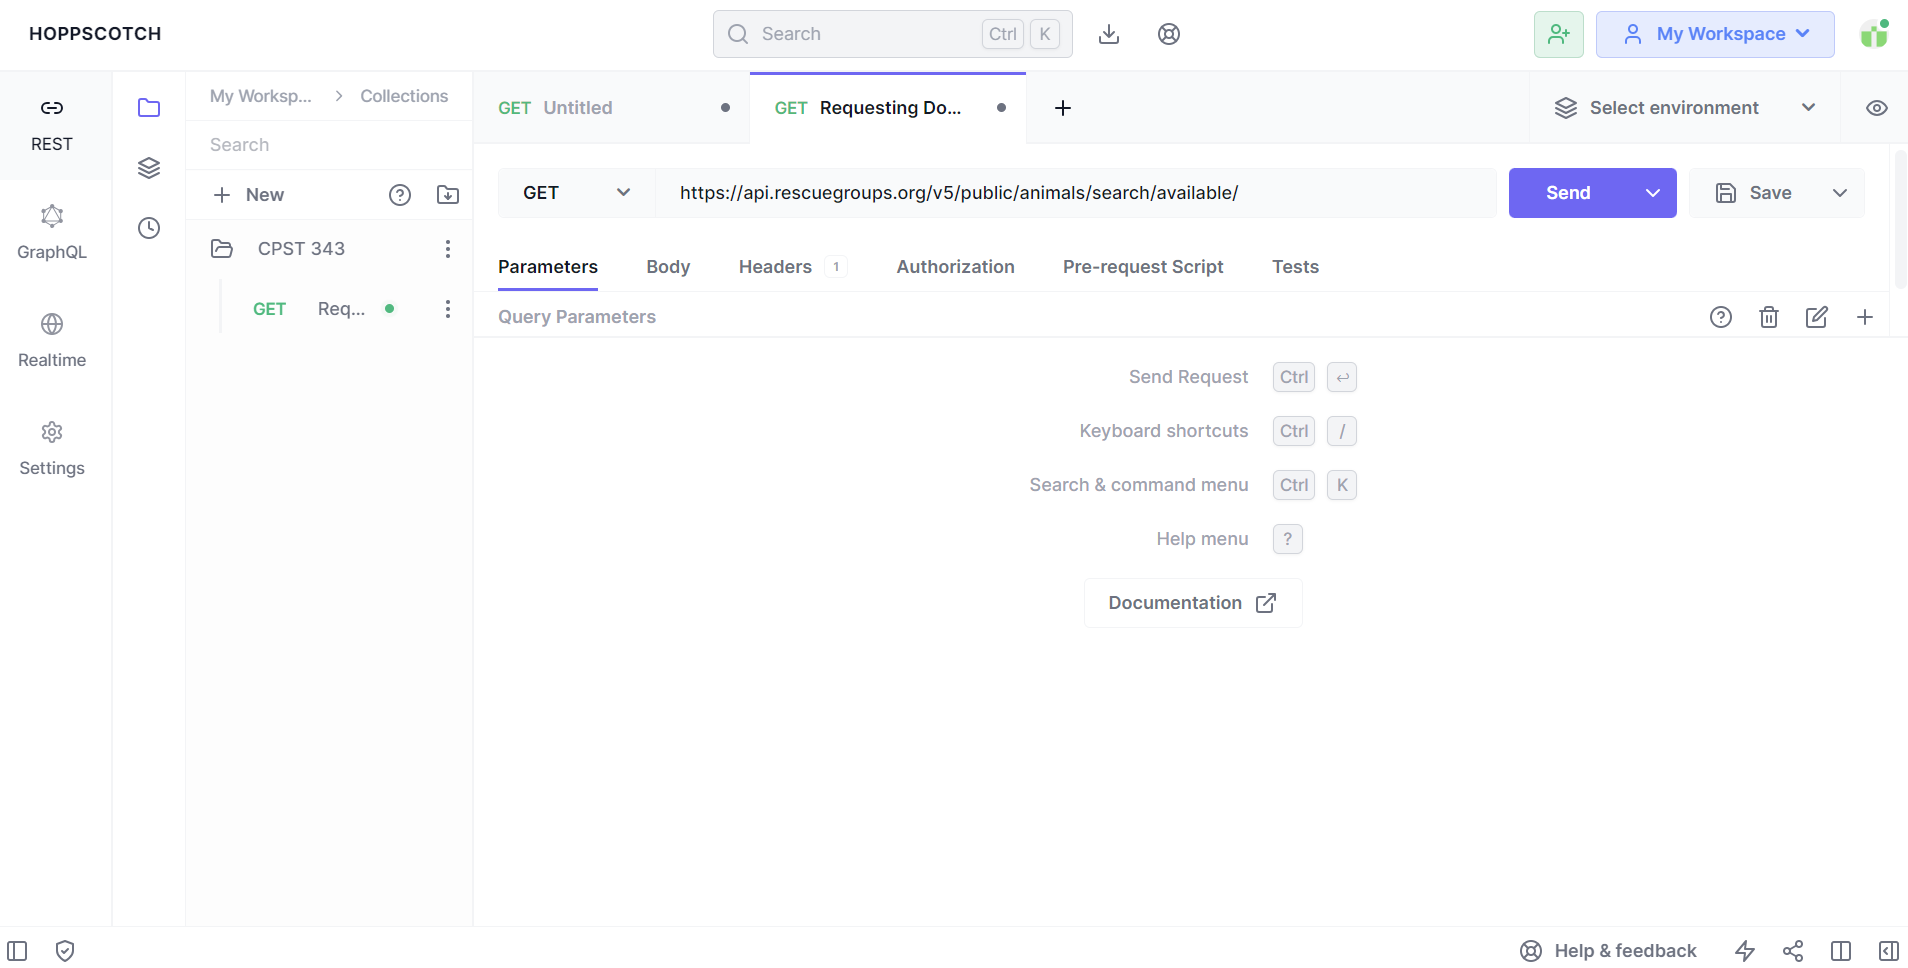 HOPPSCOTCH
Search
Ctrl K
My Workspace
REST
GraphQL
Realtime
Settings
My Worksp... > Collections
Search
New
CPST 343
GET Req...
GET Untitled
GET Requesting Do...
Select environment
GET
https://api.rescuegroups.org/v5/public/animals/search/available/
Send
Save
Parameters Body Headers 1 Authorization Pre-request Script Tests
Query Parameters
Send Request Ctrl ↩
Keyboard shortcuts Ctrl /
Search & command menu Ctrl K
Help menu ?
Documentation
Help & feedback